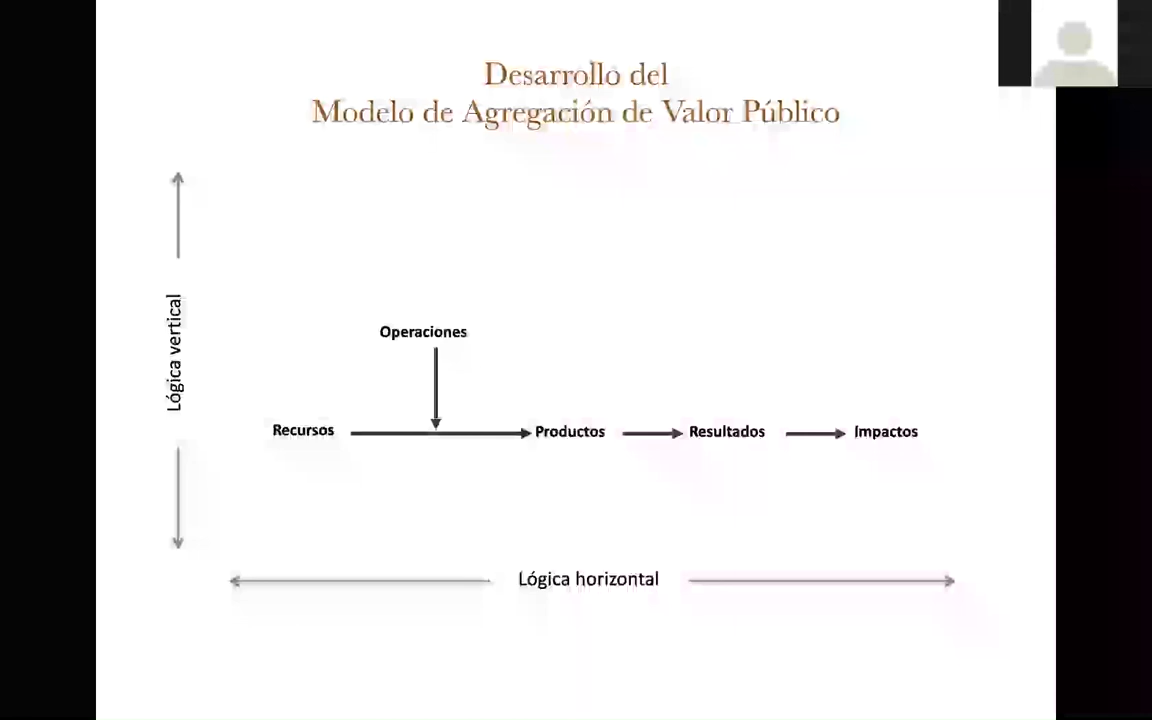 Desarrollo del
Modelo de Agregación de Valor Público
Lógica vertical
Operaciones
Recursos
Productos
Resultados
Impactos
Lógica horizontal